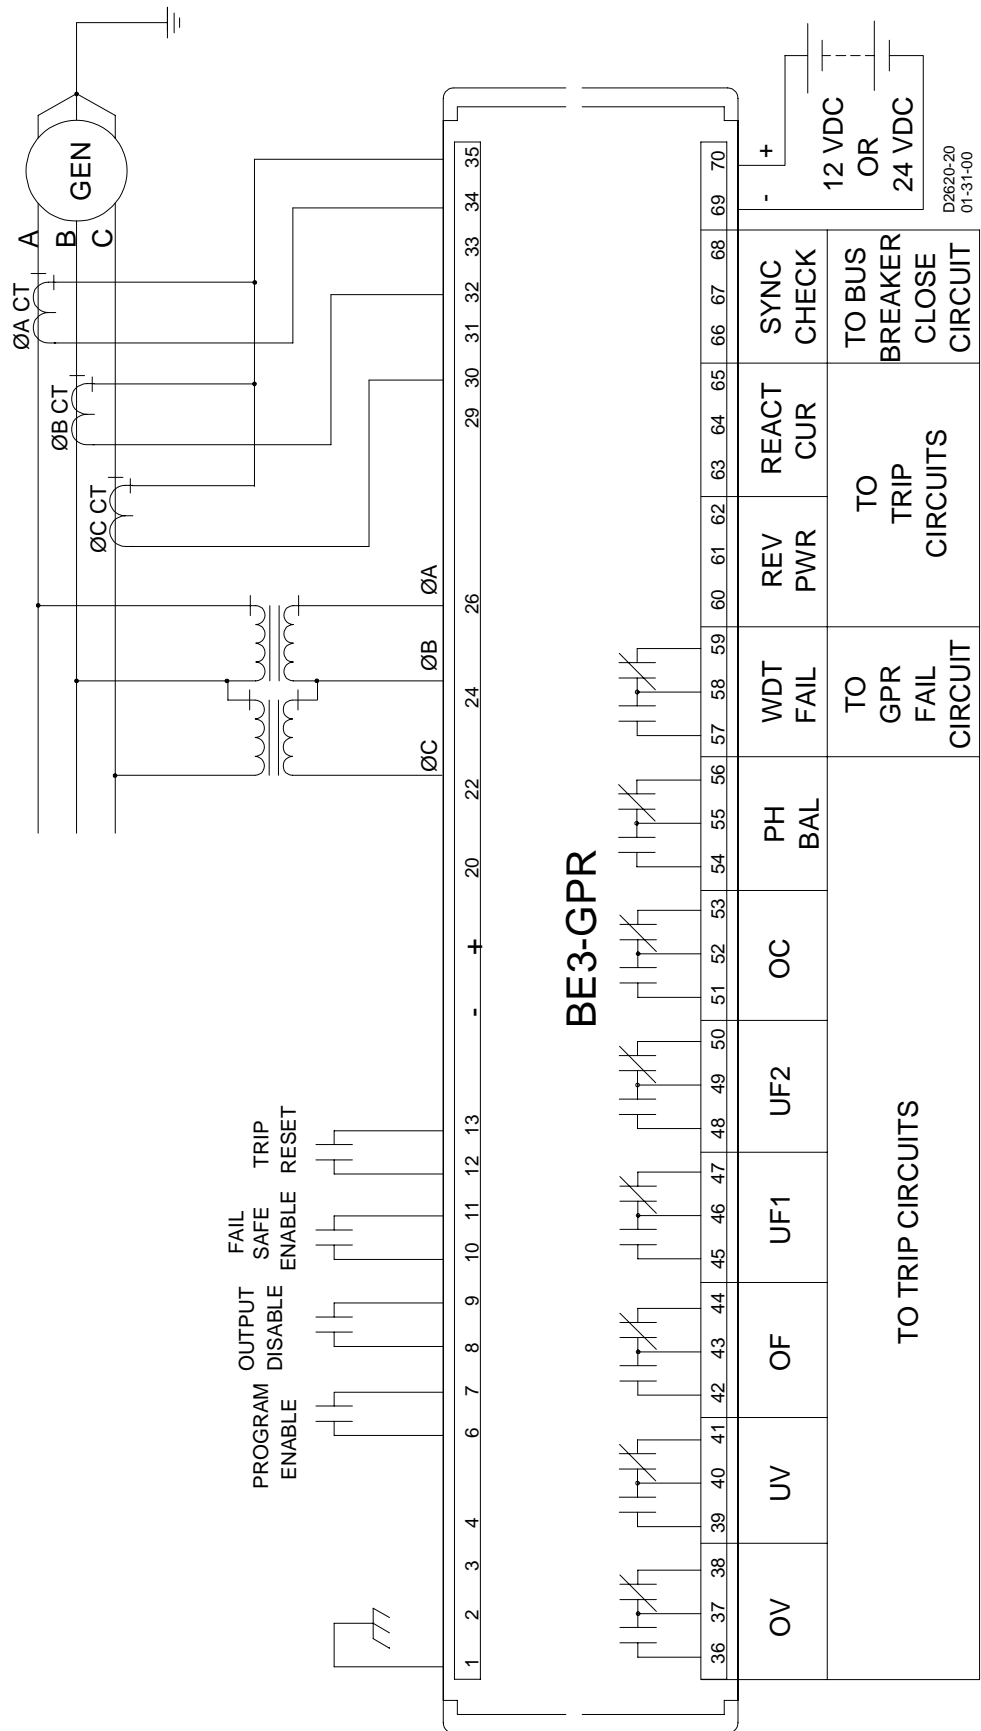 GEN
A
B
C
ØA CT
ØB CT
ØC CT
ØA
ØB
ØC
PROGRAM
ENABLE
OUTPUT
DISABLE
FAIL
SAFE
ENABLE
TRIP
RESET
1 2 3 4 6 7 8 9 10 11 12 13 - + 20 22 24 26 29 30 31 32 33 34 35
BE3-GPR
36 37 38 39 40 41 42 43 44 45 46 47 48 49 50 51 52 53 54 55 56 57 58 59 60 61 62 63 64 65 66 67 68 69 70
OV
UV
OF
UF1
UF2
OC
PH
BAL
WDT
FAIL
REV
PWR
REACT
CUR
SYNC
CHECK
- +
12 VDC
OR
24 VDC
TO TRIP CIRCUITS
TO
GPR
FAIL
CIRCUIT
TO
TRIP
CIRCUITS
TO BUS
BREAKER
CLOSE
CIRCUIT
D2620-20
01-31-00